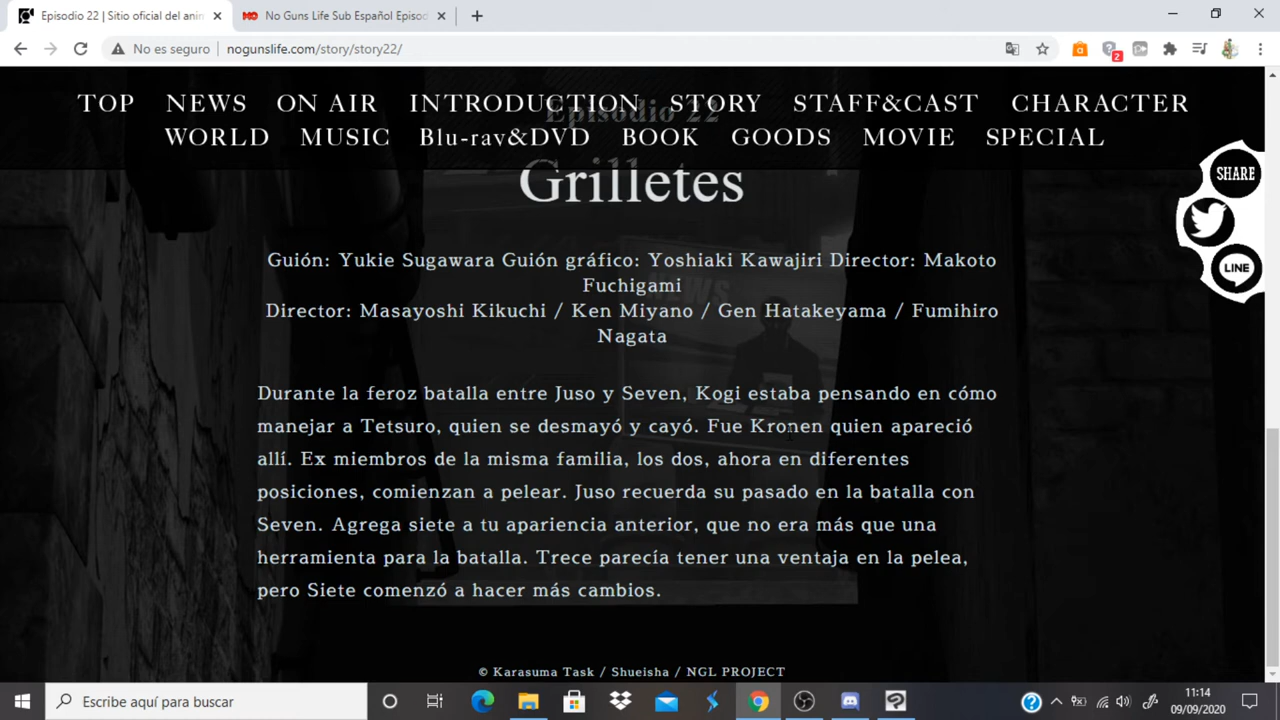 Episodio 22 | Sitio oficial del anin
No Guns Life Sub Español Episod
No es seguro
nogunslife.com/story/story22/
2
TOP NEWS ON AIR INTRODUCTION STORY STAFF&CAST CHARACTER
WORLD MUSIC Blu-ray&DVD BOOK GOODS MOVIE SPECIAL
Episodio 22
Grilletes
SHARE
LINE
NEWS
Guión: Yukie Sugawara Guión gráfico: Yoshiaki Kawajiri Director: Makoto
Fuchigami
Director: Masayoshi Kikuchi / Ken Miyano / Gen Hatakeyama / Fumihiro
Nagata
Durante la feroz batalla entre Juso y Seven, Kogi estaba pensando en cómo
manejar a Tetsuro, quien se desmayó y cayó. Fue Kronen quien apareció
allí. Ex miembros de la misma familia, los dos, ahora en diferentes
posiciones, comienzan a pelear. Juso recuerda su pasado en la batalla con
Seven. Agrega siete a tu apariencia anterior, que no era más que una
herramienta para la batalla. Trece parecía tener una ventaja en la pelea,
pero Siete comenzó a hacer más cambios.
© Karasuma Task / Shueisha / NGL PROJECT
Escribe aquí para buscar
11:14
09/09/2020